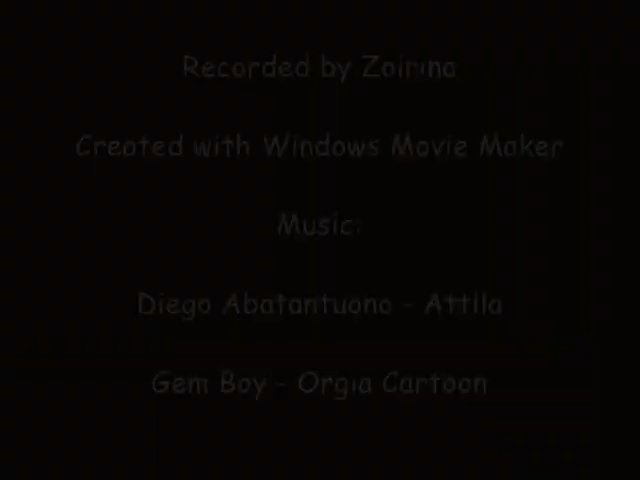 Recorded by Zoirina
Created with Windows Movie Maker
Music:
Diego Abatantuono - Attila
Gem Boy - Orgia Cartoon